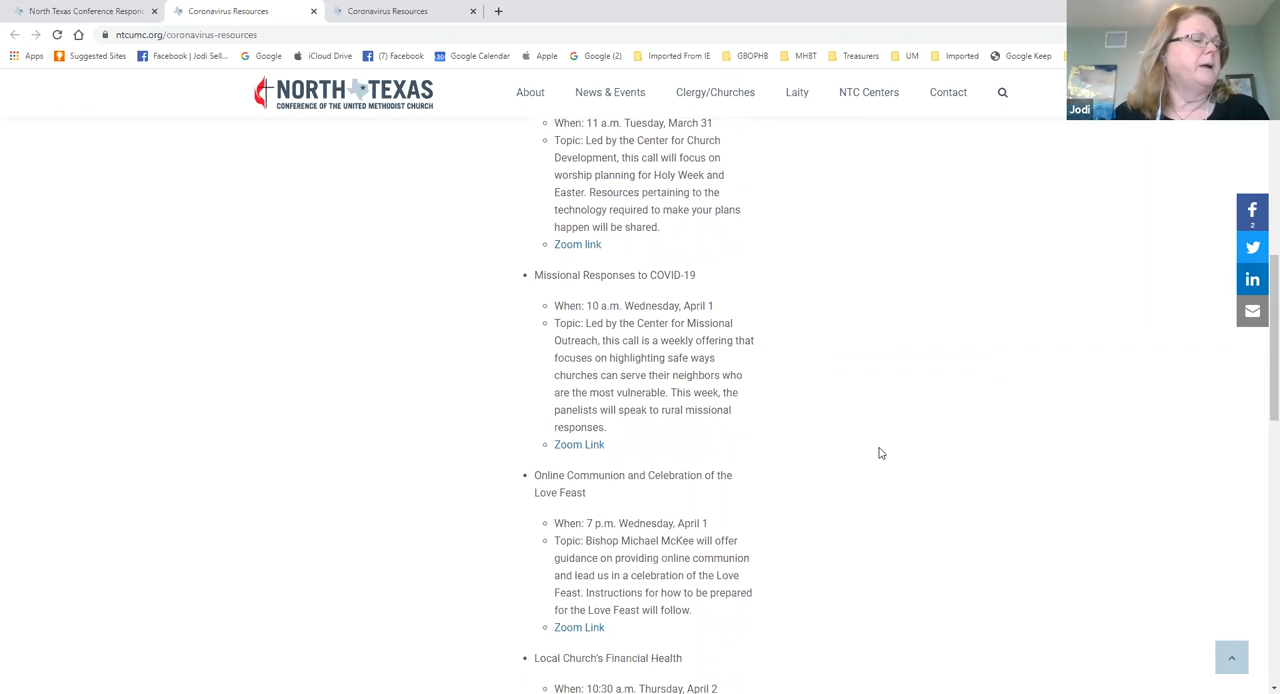 North Texas Conference Respon
Coronavirus Resources
Coronavirus Resources
ntcumc.org/coronavirus-resources
Apps
Suggested Sites
Facebook | Jodi Sell...
Google
iCloud Drive
(7) Facebook
Google Calendar
Apple
Google (2)
Imported From IE
GBOPHB
MHBT
Treasurers
UM
Imported
Google Keep
Jodi
NORTH TEXAS
CONFERENCE OF THE UNITED METHODIST CHURCH
About
News & Events
Clergy/Churches
Laity
NTC Centers
Contact
When: 11 a.m. Tuesday, March 31
Topic: Led by the Center for Church
Development, this call will focus on
worship planning for Holy Week and
Easter. Resources pertaining to the
technology required to make your plans
happen will be shared.
Zoom link
Missional Responses to COVID-19
When: 10 a.m. Wednesday, April 1
Topic: Led by the Center for Missional
Outreach, this call is a weekly offering that
focuses on highlighting safe ways
churches can serve their neighbors who
are the most vulnerable. This week, the
panelists will speak to rural missional
responses.
Zoom Link
Online Communion and Celebration of the
Love Feast
When: 7 p.m. Wednesday, April 1
Topic: Bishop Michael McKee will offer
guidance on providing online communion
and lead us in a celebration of the Love
Feast. Instructions for how to be prepared
for the Love Feast will follow.
Zoom Link
Local Church's Financial Health
When: 10:30 a.m. Thursday, April 2
2